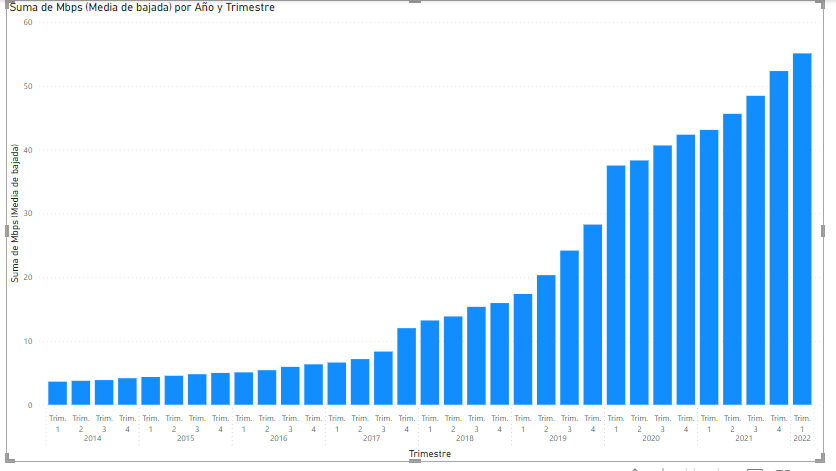 Suma de Mbps (Media de bajada) por Año y Trimestre
60
50
40
30
20
10
0
Suma de Mbps (Media de bajada)
Trim. Trim. Trim. Trim. Trim. Trim. Trim. Trim. Trim. Trim. Trim. Trim. Trim. Trim. Trim. Trim. Trim. Trim. Trim. Trim. Trim. Trim. Trim. Trim. Trim. Trim. Trim. Trim. Trim. Trim. Trim. Trim. Trim.
1 2 3 4 1 2 3 4 1 2 3 4 1 2 3 4 1 2 3 4 1 2 3 4 1 2 3 4 1 2 3 4 1
2014 2015 2016 2017 2018 2019 2020 2021 2022
Trimestre